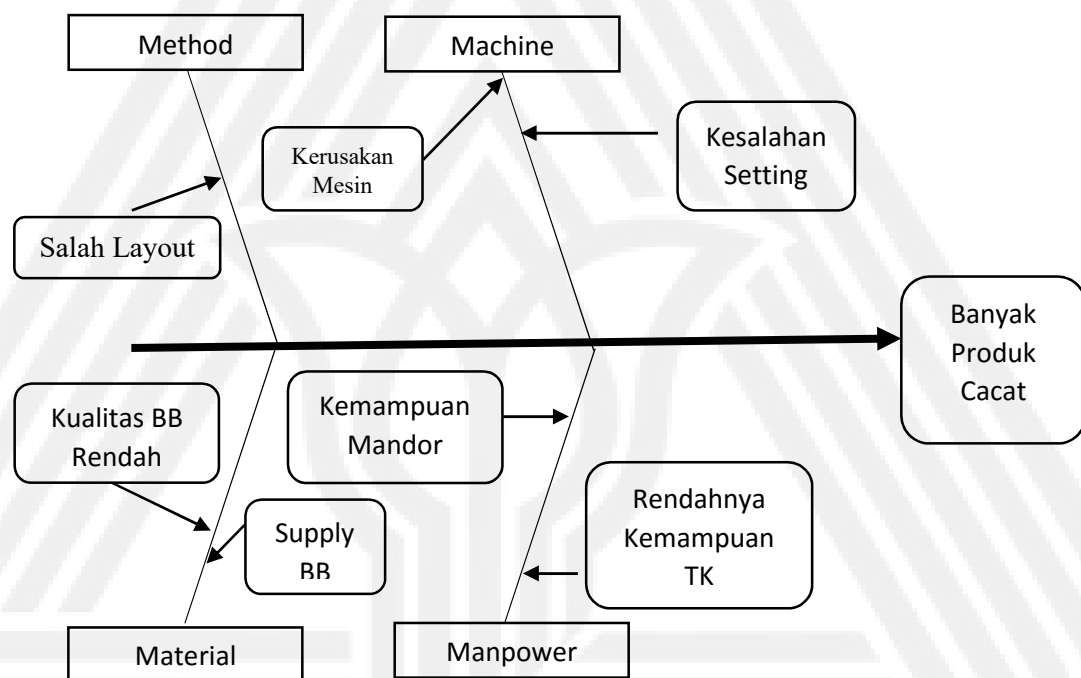 Method
Machine
Kerusakan
Mesin
Kesalahan
Setting
Salah Layout
Banyak
Produk
Cacat
Kualitas BB
Rendah
Kemampuan
Mandor
Supply
BB
Rendahnya
Kemampuan
TK
Material
Manpower